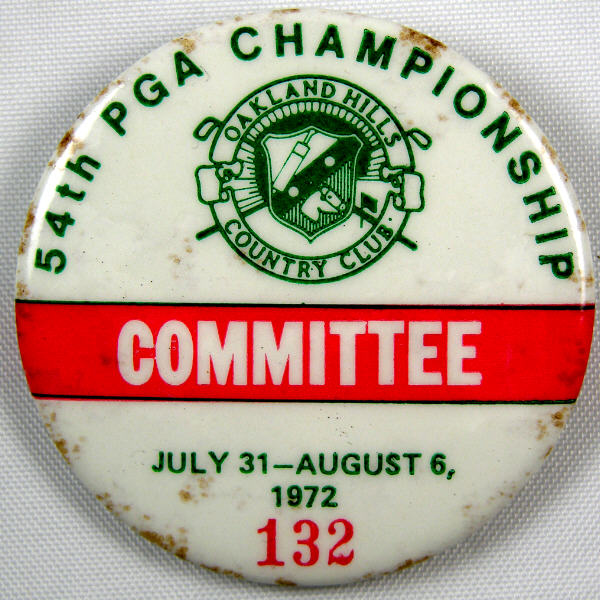 54th PGA CHAMPIONSHIP
OAKLAND HILLS
COUNTRY CLUB
COMMITTEE
JULY 31–AUGUST 6,
1972
132